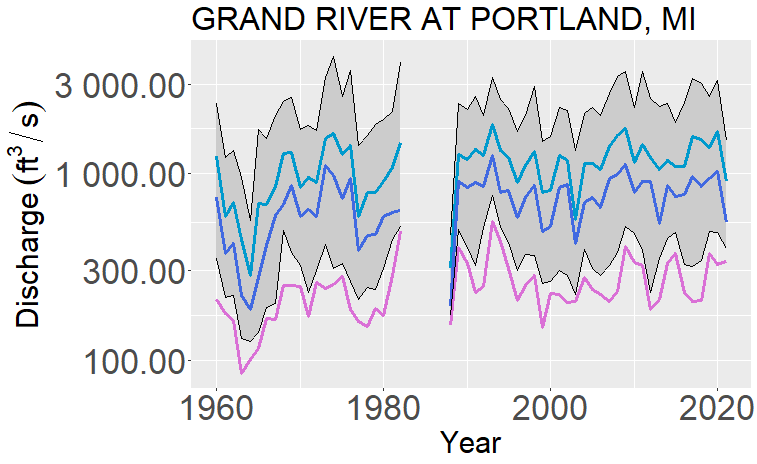 GRAND RIVER AT PORTLAND, MI
Discharge (ft³/s)
3 000.00
1 000.00
300.00
100.00
1960 1980 2000 2020
Year